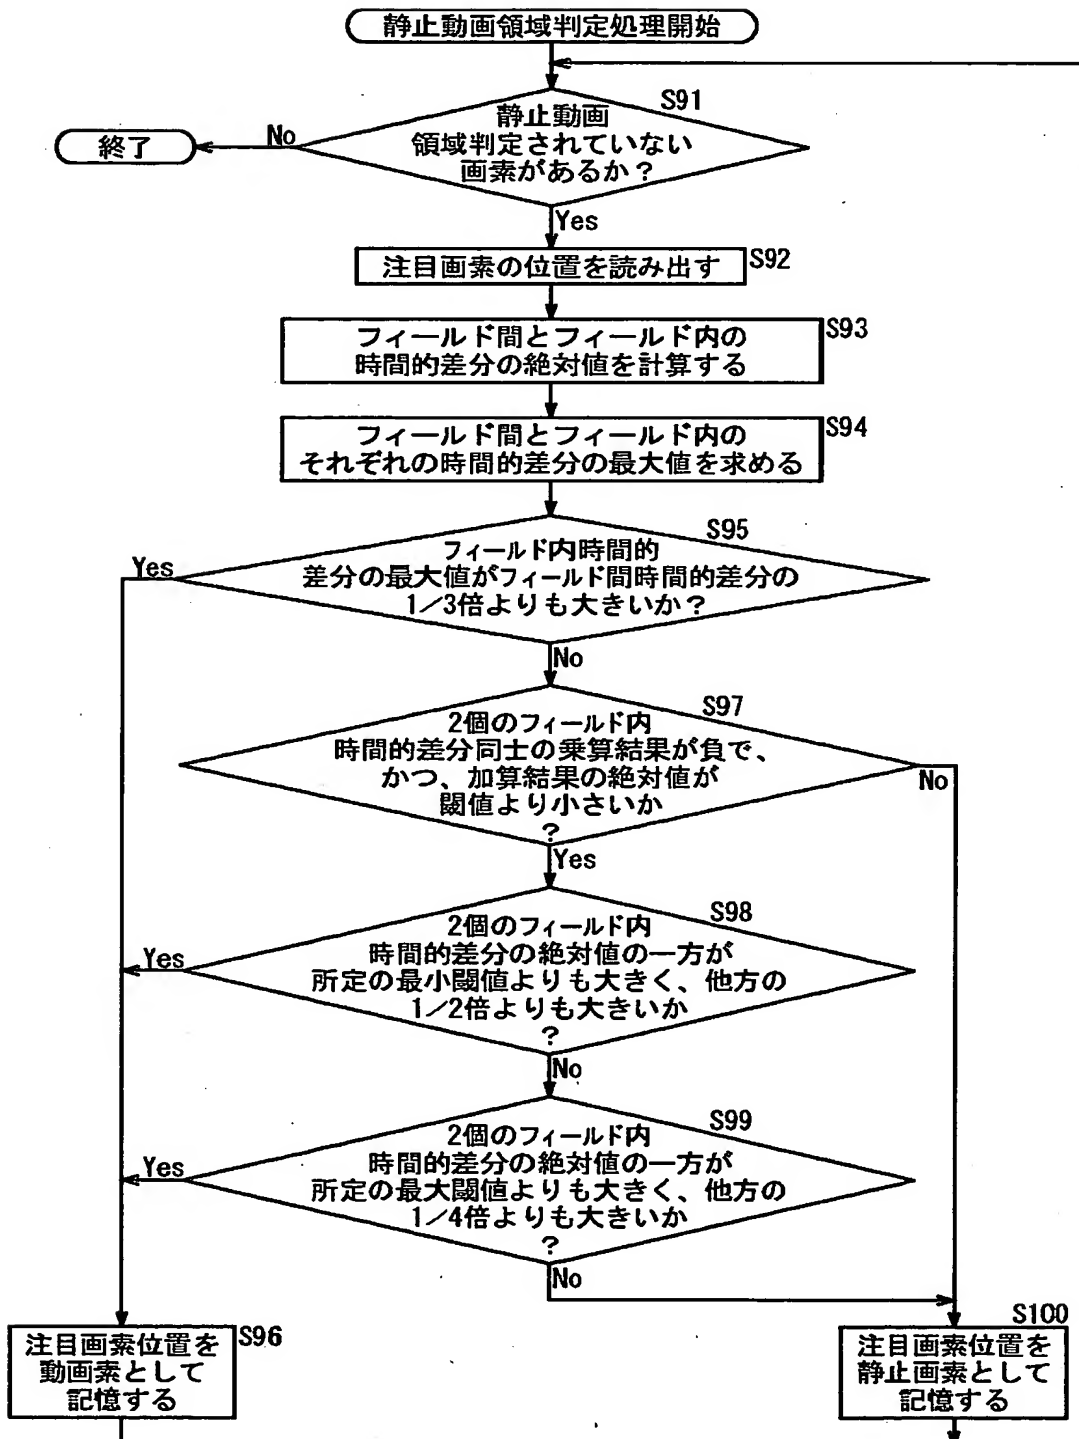 静止動画領域判定処理開始
S91
静止動画
領域判定されていない
画素があるか?
No
終了
Yes
注目画素の位置を読み出す
S92
フィールド間とフィールド内の
時間的差分の絶対値を計算する
S93
フィールド間とフィールド内の
それぞれの時間的差分の最大値を求める
S94
S95
フィールド内時間的
差分の最大値がフィールド間時間的差分の
1/3倍よりも大きいか?
Yes
No
S97
2個のフィールド内
時間的差分同士の乗算結果が負で、
かつ、加算結果の絶対値が
閾値より小さいか
?
No
Yes
S98
2個のフィールド内
時間的差分の絶対値の一方が
所定の最小閾値よりも大きく、他方の
1/2倍よりも大きいか
?
Yes
No
S99
2個のフィールド内
時間的差分の絶対値の一方が
所定の最大閾値よりも大きく、他方の
1/4倍よりも大きいか
?
Yes
No
S96
注目画素位置を
動画素として
記憶する
S100
注目画素位置を
静止画素として
記憶する